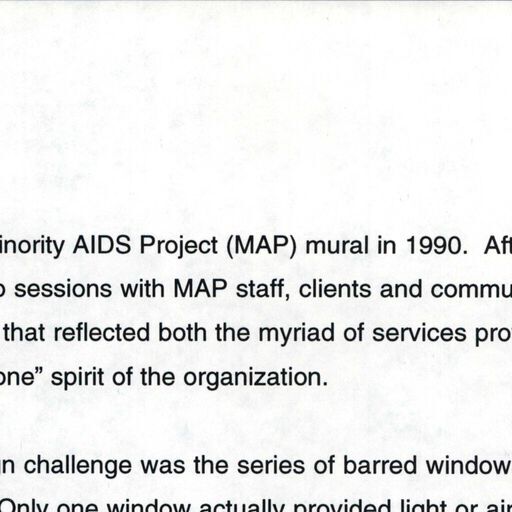 inority AIDS Project (MAP) mural in 1990. Aft
sessions with MAP staff, clients and commu
that reflected both the myriad of services pro
one” spirit of the organization.
n challenge was the series of barred window
Only one window actually provided light or air